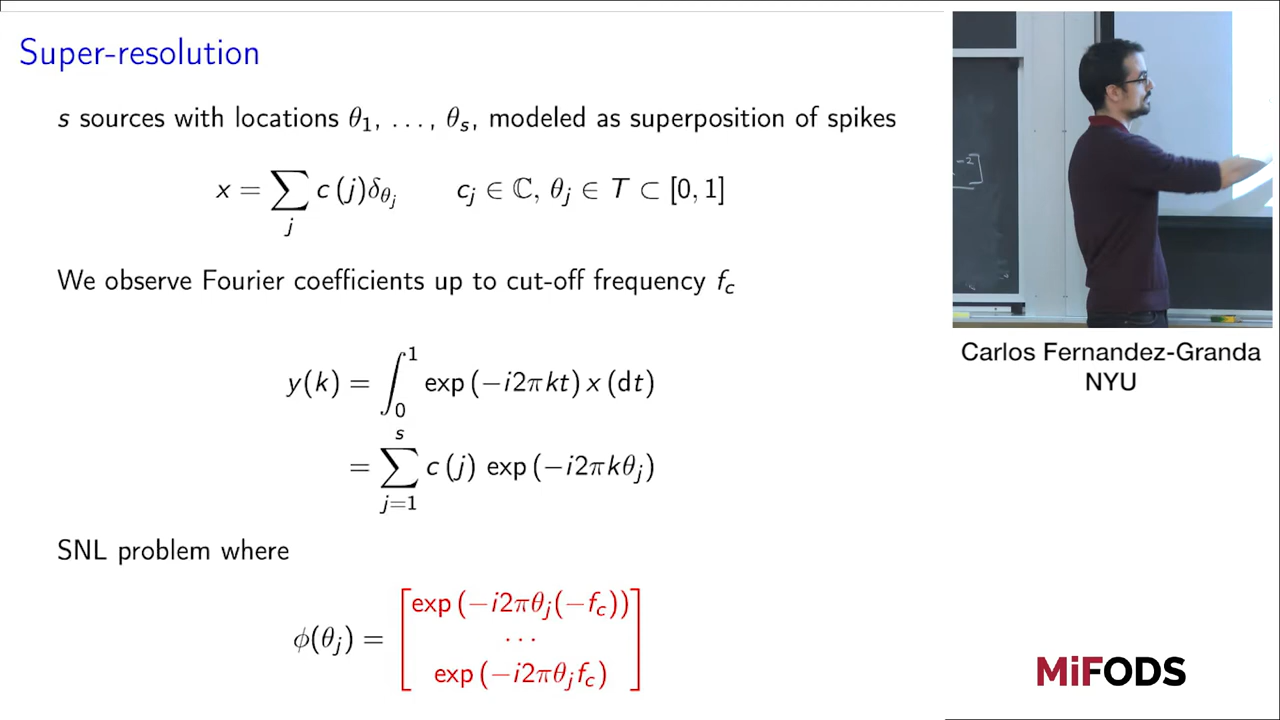 Super-resolution
s sources with locations θ₁, …, θₛ, modeled as superposition of spikes
x = ∑_j c(j)δ_{θ_j}    c_j ∈ ℂ, θ_j ∈ T ⊂ [0, 1]
We observe Fourier coefficients up to cut-off frequency f_c
y(k) = ∫_0^1 exp(−i2πkt) x(dt)
= ∑_{j=1}^s c(j) exp(−i2πkθ_j)
SNL problem where
φ(θ_j) = [exp(−i2πθ_j(−f_c))
⋯
exp(−i2πθ_j f_c)]
Carlos Fernandez-Granda
NYU
MiFODS